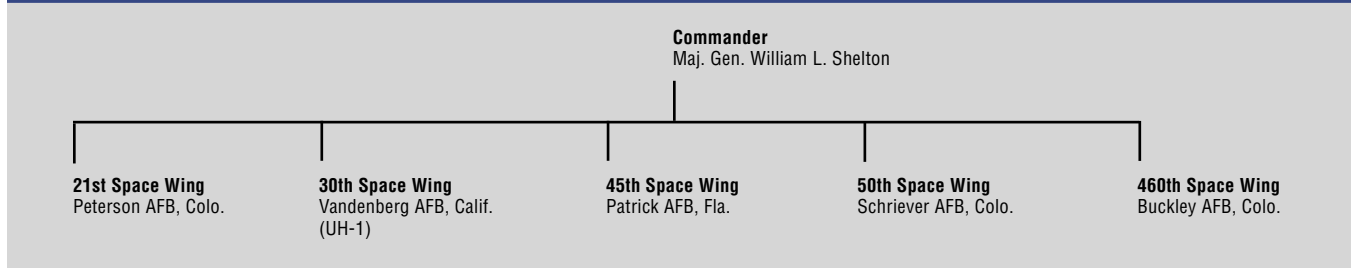 Commander
Maj. Gen. William L. Shelton
21st Space Wing
Peterson AFB, Colo.
30th Space Wing
Vandenberg AFB, Calif.
(UH-1)
45th Space Wing
Patrick AFB, Fla.
50th Space Wing
Schriever AFB, Colo.
460th Space Wing
Buckley AFB, Colo.